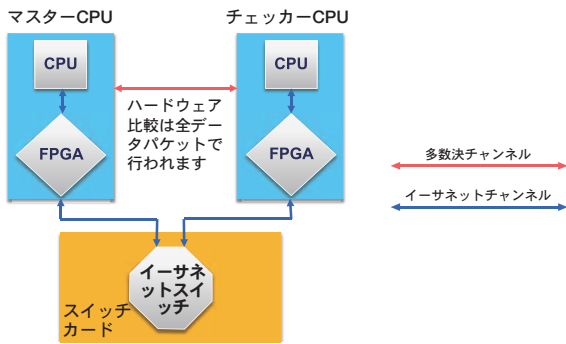 マスターCPU
チェッカーCPU
CPU
CPU
ハードウェア
比較は全デー
タパケットで
行われます
FPGA
FPGA
多数決チャンネル
イーサネットチャンネル
イーサネ
ットスイ
ッチ
スイッチ
カード